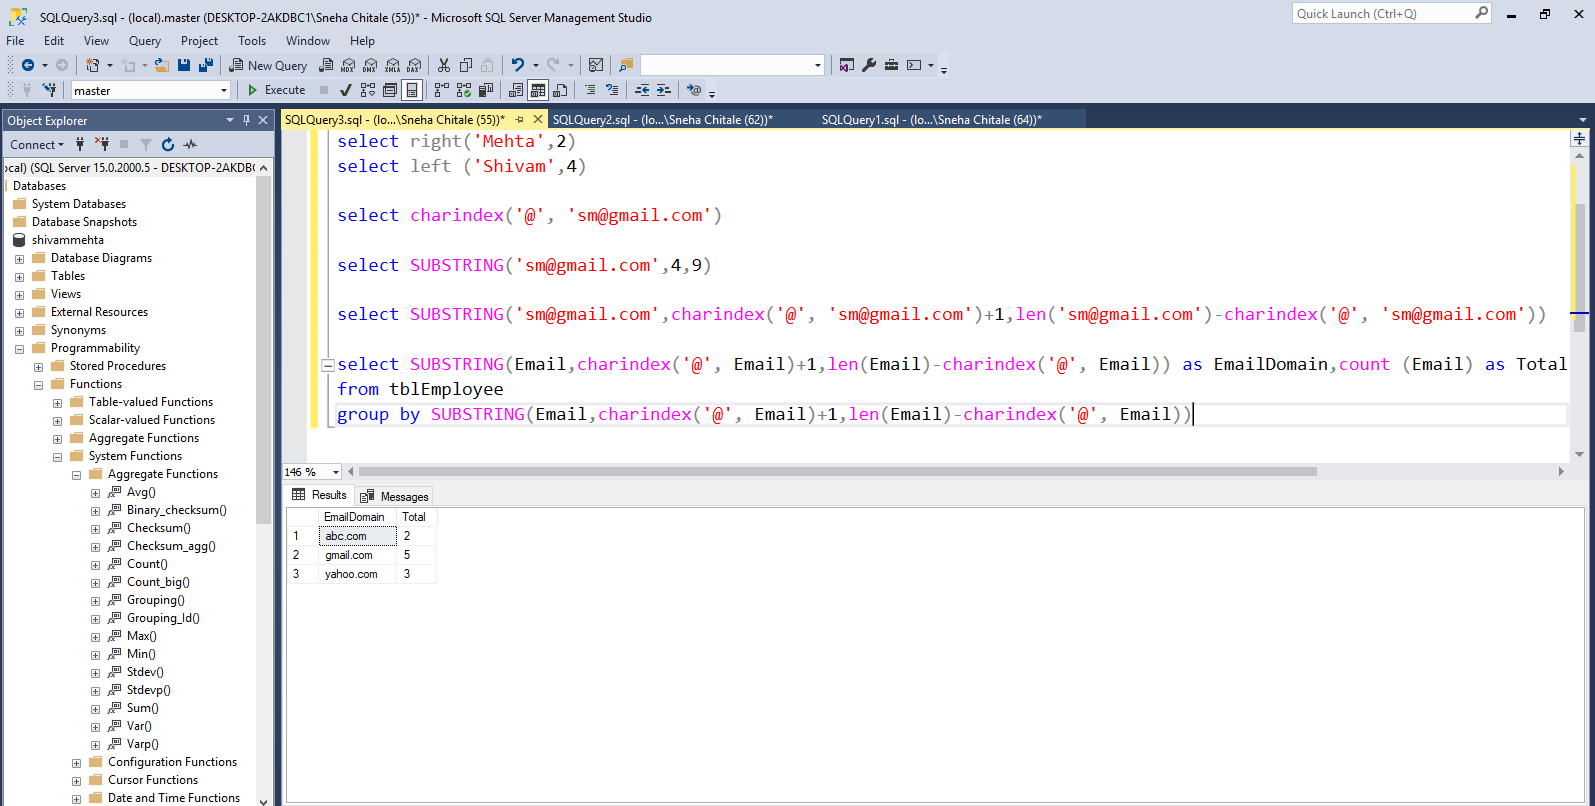 SQLQuery3.sql - (local).master (DESKTOP-2AKDBC1\Sneha Chitale (55))* - Microsoft SQL Server Management Studio
Quick Launch (Ctrl+Q)
File Edit View Query Project Tools Window Help
New Query MDX DMX XMLA DAX
master Execute
Object Explorer
SQLQuery3.sql - (lo...\Sneha Chitale (55))* SQLQuery2.sql - (lo...\Sneha Chitale (62))* SQLQuery1.sql - (lo...\Sneha Chitale (64))*
Connect
ocal) (SQL Server 15.0.2000.5 - DESKTOP-2AKDB
Databases
System Databases
Database Snapshots
shivammehta
Database Diagrams
Tables
Views
External Resources
Synonyms
Programmability
Stored Procedures
Functions
Table-valued Functions
Scalar-valued Functions
Aggregate Functions
System Functions
Aggregate Functions
Avg()
Binary_checksum()
Checksum()
Checksum_agg()
Count()
Count_big()
Grouping()
Grouping_Id()
Max()
Min()
Stdev()
Stdevp()
Sum()
Var()
Varp()
Configuration Functions
Cursor Functions
Date and Time Functions
select right('Mehta',2)
select left ('Shivam',4)
select charindex('@', 'sm@gmail.com')
select SUBSTRING('sm@gmail.com',4,9)
select SUBSTRING('sm@gmail.com',charindex('@', 'sm@gmail.com')+1,len('sm@gmail.com')-charindex('@', 'sm@gmail.com'))
select SUBSTRING(Email,charindex('@', Email)+1,len(Email)-charindex('@', Email)) as EmailDomain,count (Email) as Total
from tblEmployee
group by SUBSTRING(Email,charindex('@', Email)+1,len(Email)-charindex('@', Email))
146 %
Results Messages
EmailDomain Total
1 abc.com 2
2 gmail.com 5
3 yahoo.com 3